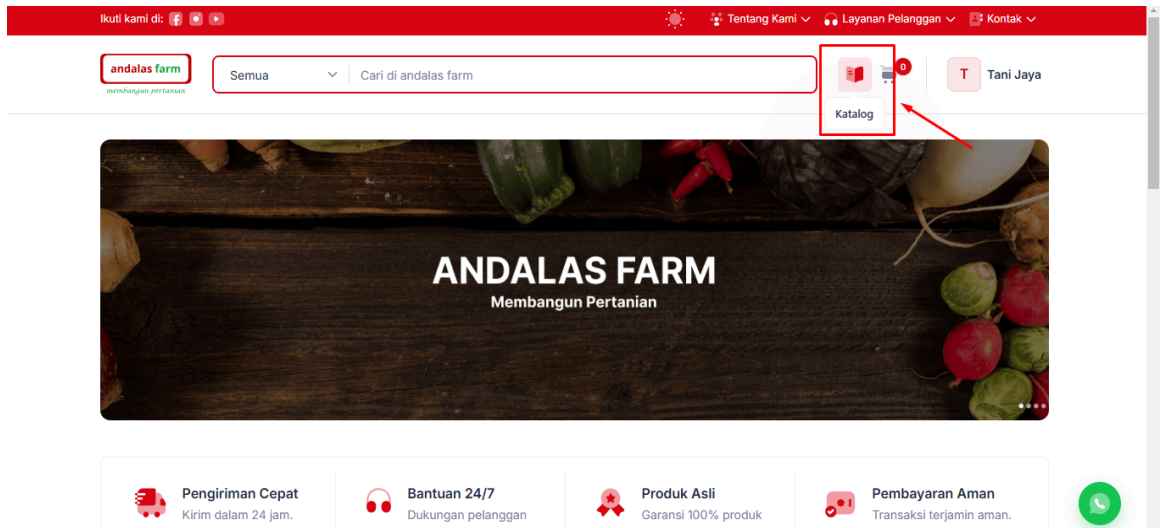 Ikuti kami di:
Tentang Kami
Layanan Pelanggan
Kontak
andalas farm
membangun pertanian
Semua
Cari di andalas farm
0
T
Tani Jaya
Katalog
ANDALAS FARM
Membangun Pertanian
Pengiriman Cepat
Kirim dalam 24 jam.
Bantuan 24/7
Dukungan pelanggan
Produk Asli
Garansi 100% produk
Pembayaran Aman
Transaksi terjamin aman.